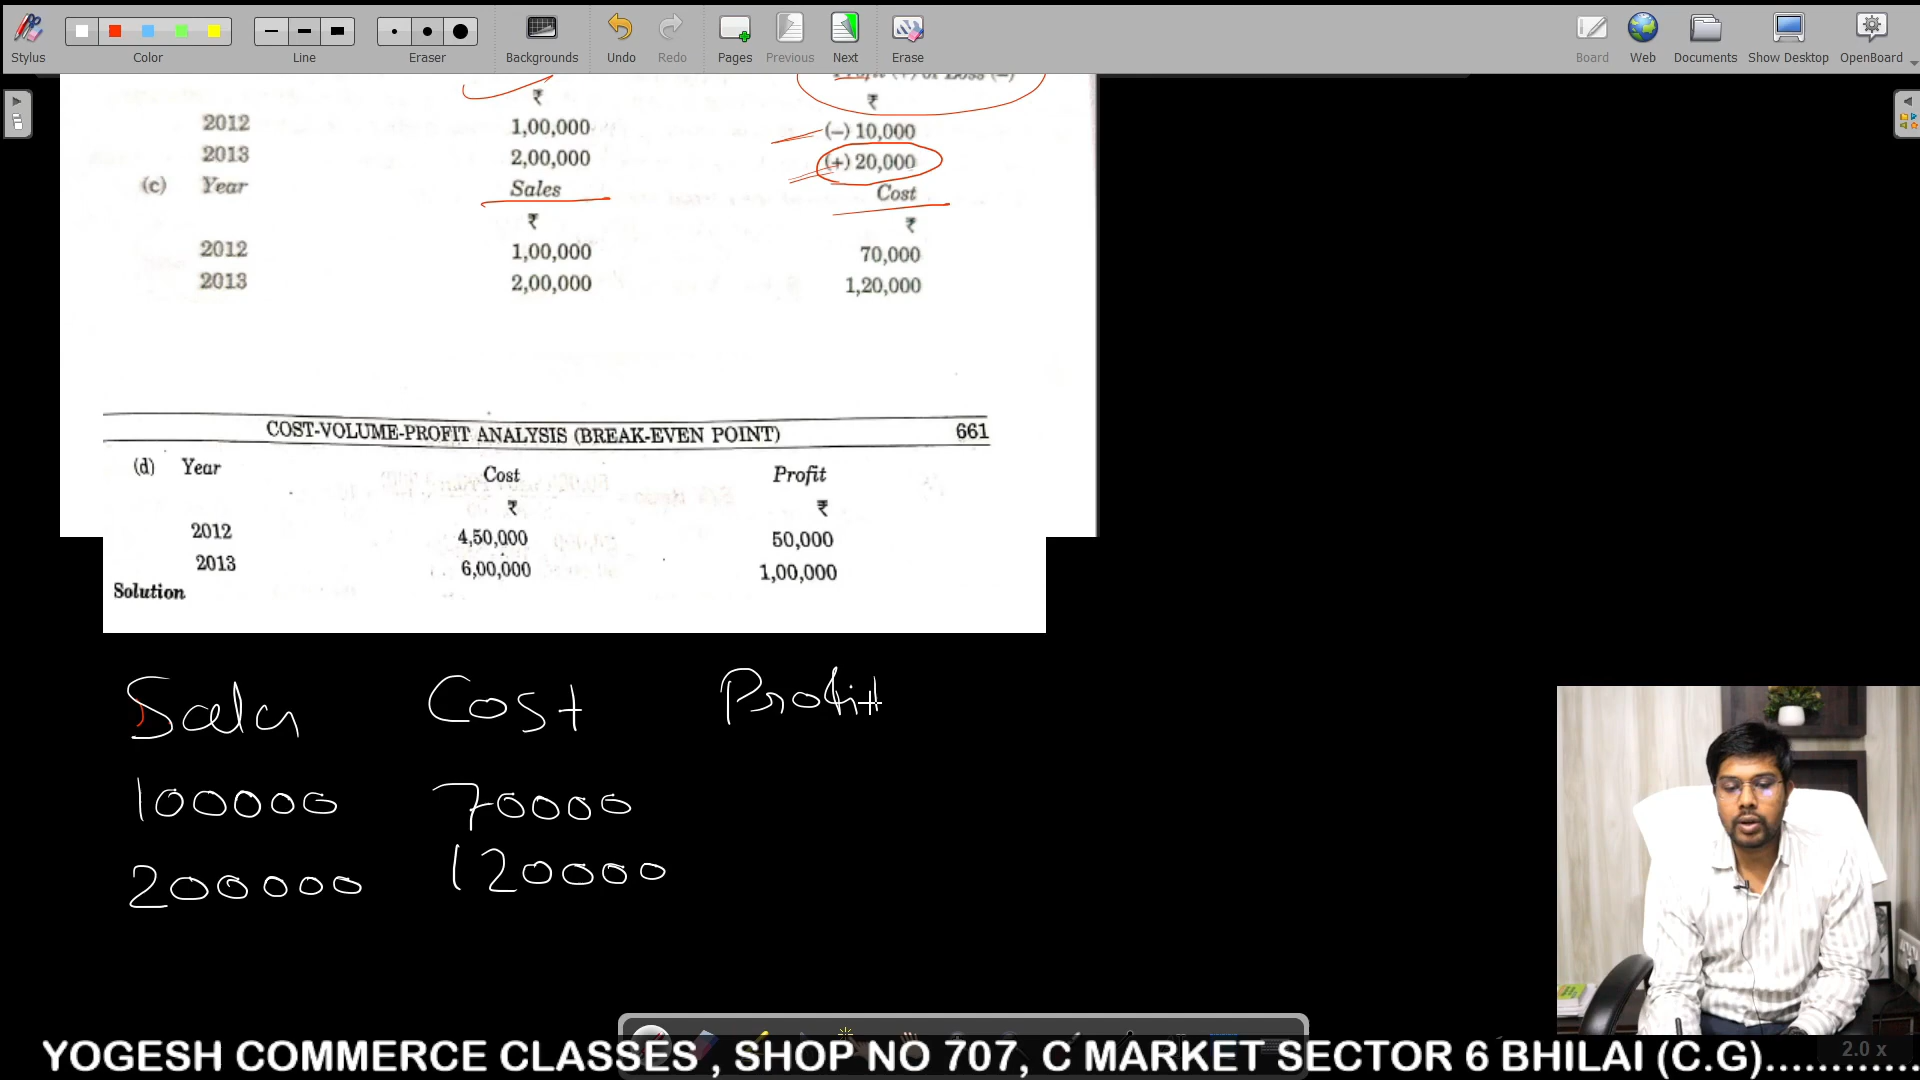 Stylus Color Line Eraser Backgrounds Undo Redo Pages Previous Next Erase Board Web Documents Show Desktop OpenBoard
Profit (+) or Loss (–)
₹ ₹
2012 1,00,000 (–) 10,000
2013 2,00,000 (+) 20,000
(c) Year Sales Cost
₹ ₹
2012 1,00,000 70,000
2013 2,00,000 1,20,000
COST-VOLUME-PROFIT ANALYSIS (BREAK-EVEN POINT) 661
(d) Year Cost Profit
₹ ₹
2012 4,50,000 50,000
2013 6,00,000 1,00,000
Solution
Sales Cost Profit
100000 70000
200000 120000
YOGESH COMMERCE CLASSES , SHOP NO 707, C MARKET SECTOR 6 BHILAI (C.G)............
2.0 x